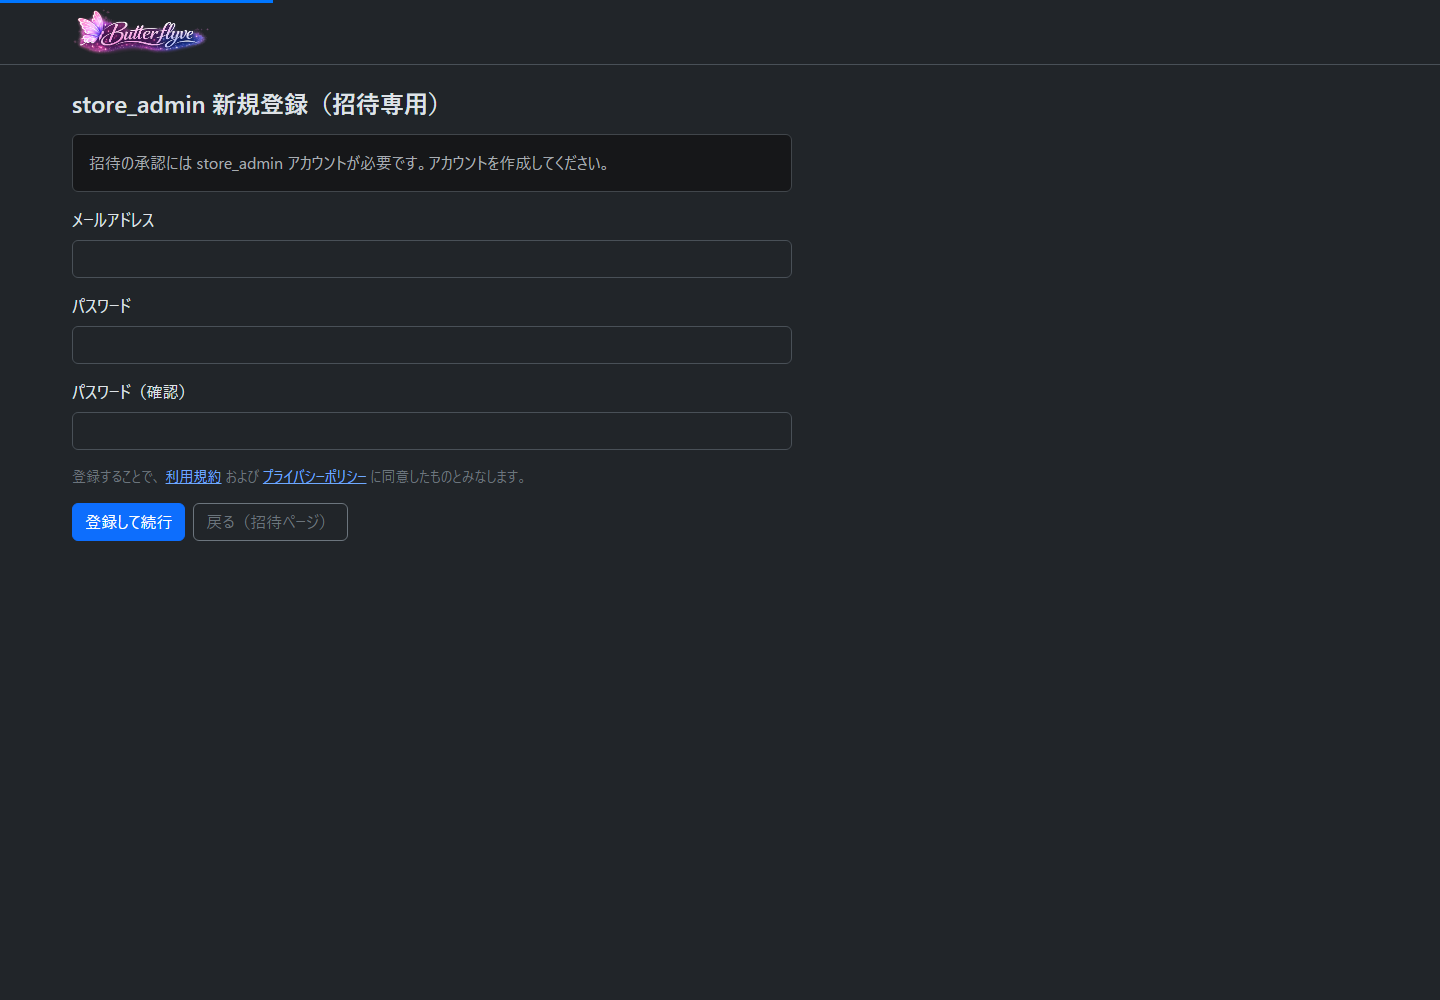 Butterflyve
store_admin 新規登録（招待専用）
招待の承認には store_admin アカウントが必要です。アカウントを作成してください。
メールアドレス
パスワード
パスワード（確認）
登録することで、利用規約 および プライバシーポリシー に同意したものとみなします。
登録して続行
戻る（招待ページ）